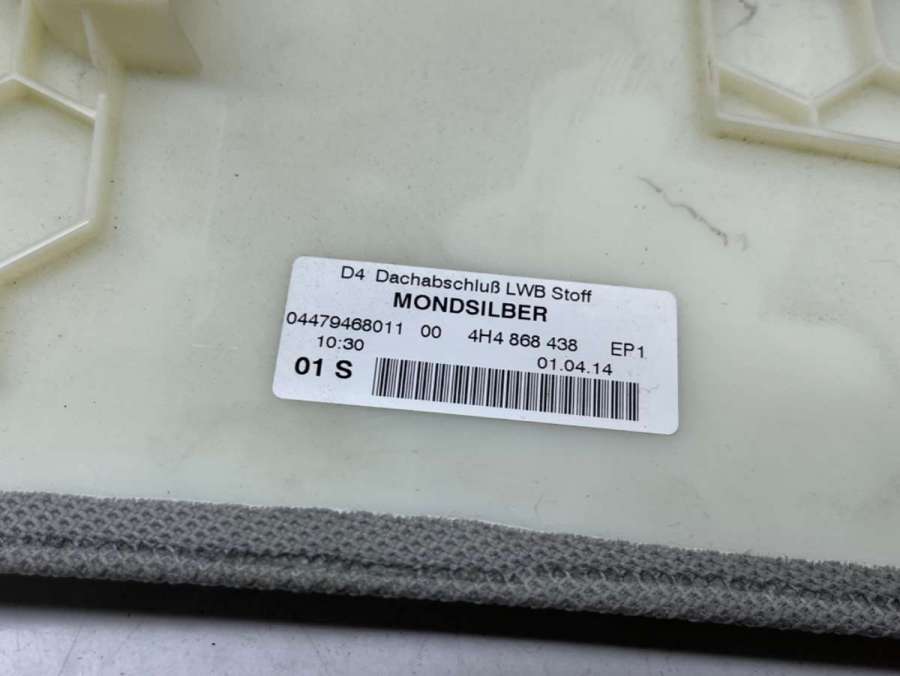 D4 Dachabschluß LWB Stoff
MONDSILBER
04479468011 00 4H4 868 438 EP1
10:30 01.04.14
01 S